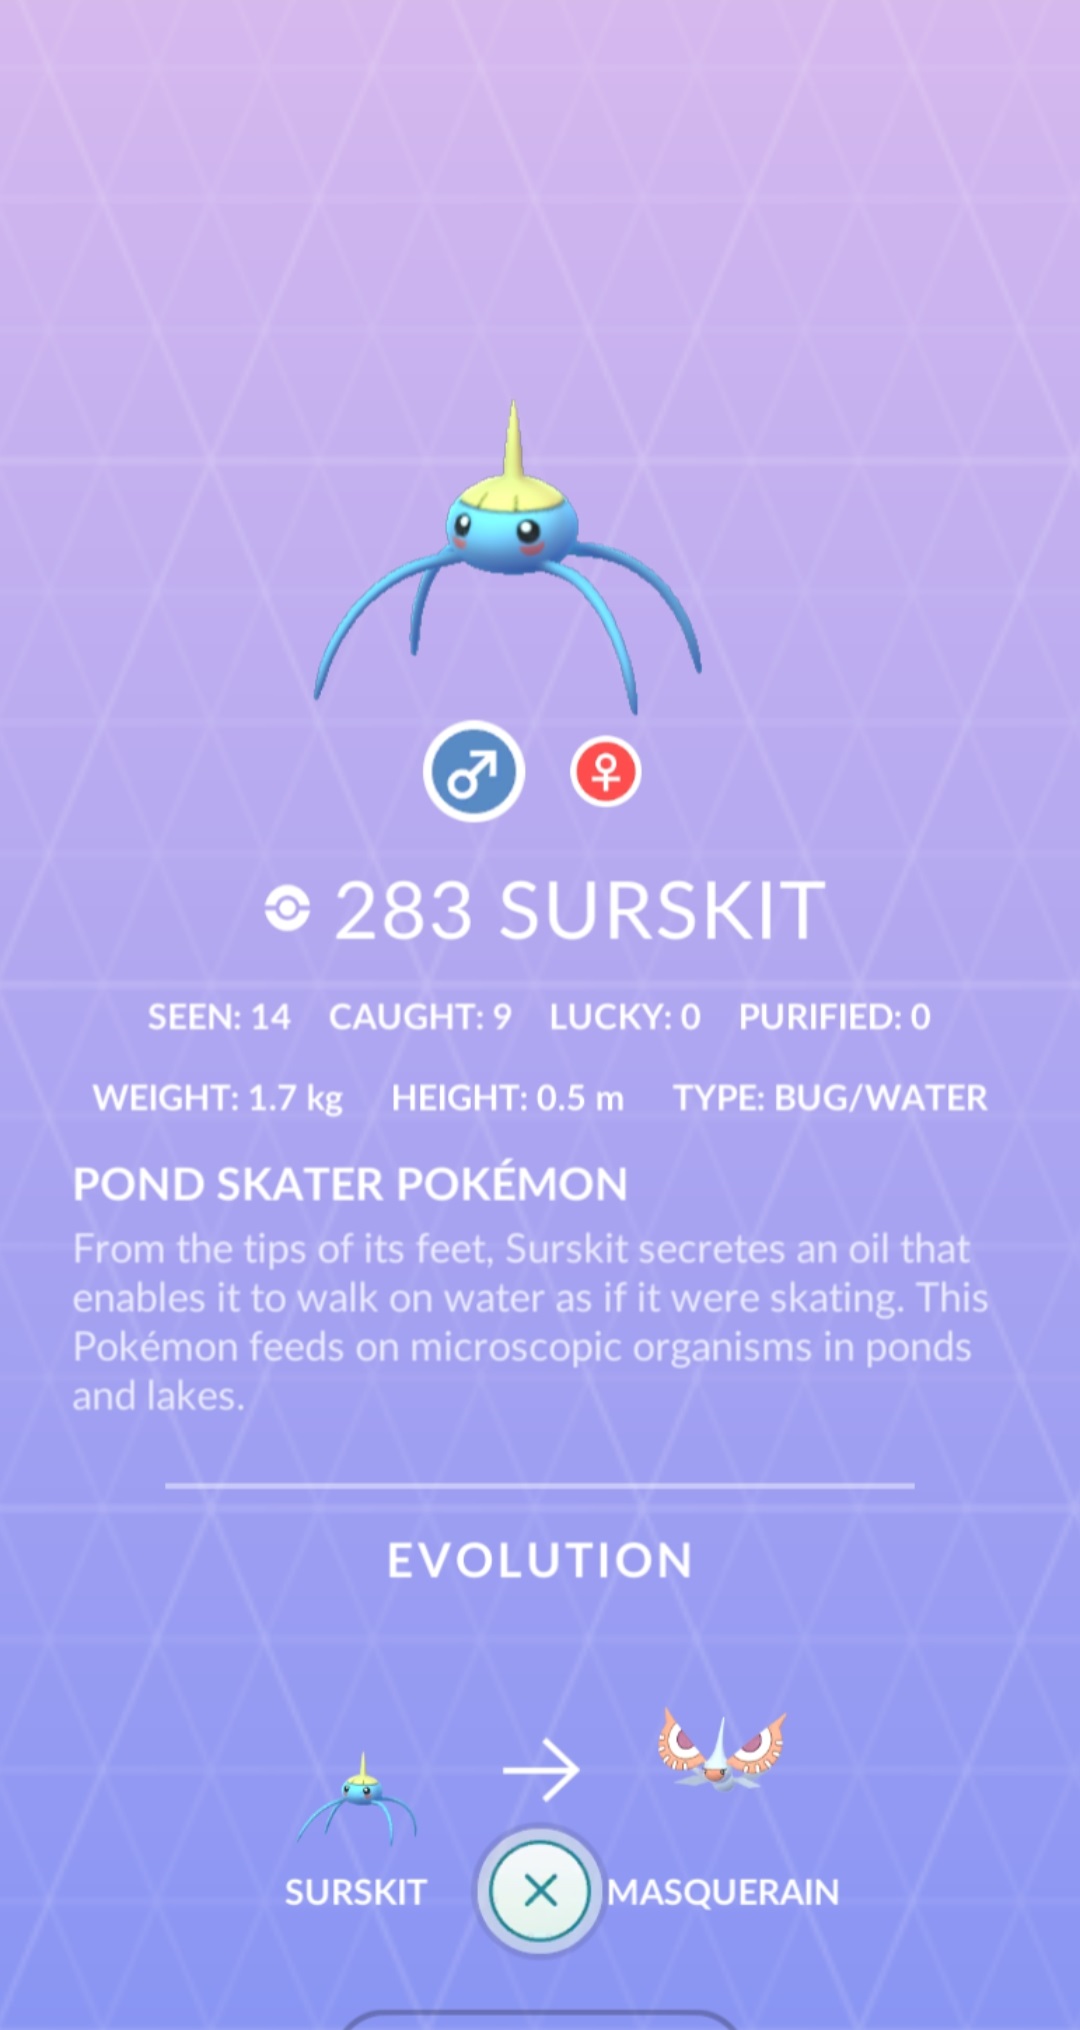 283 SURSKIT
SEEN: 14 CAUGHT: 9 LUCKY: 0 PURIFIED: 0
WEIGHT: 1.7 kg HEIGHT: 0.5 m TYPE: BUG/WATER
POND SKATER POKÉMON
From the tips of its feet, Surskit secretes an oil that
enables it to walk on water as if it were skating. This
Pokémon feeds on microscopic organisms in ponds
and lakes.
EVOLUTION
SURSKIT MASQUERAIN